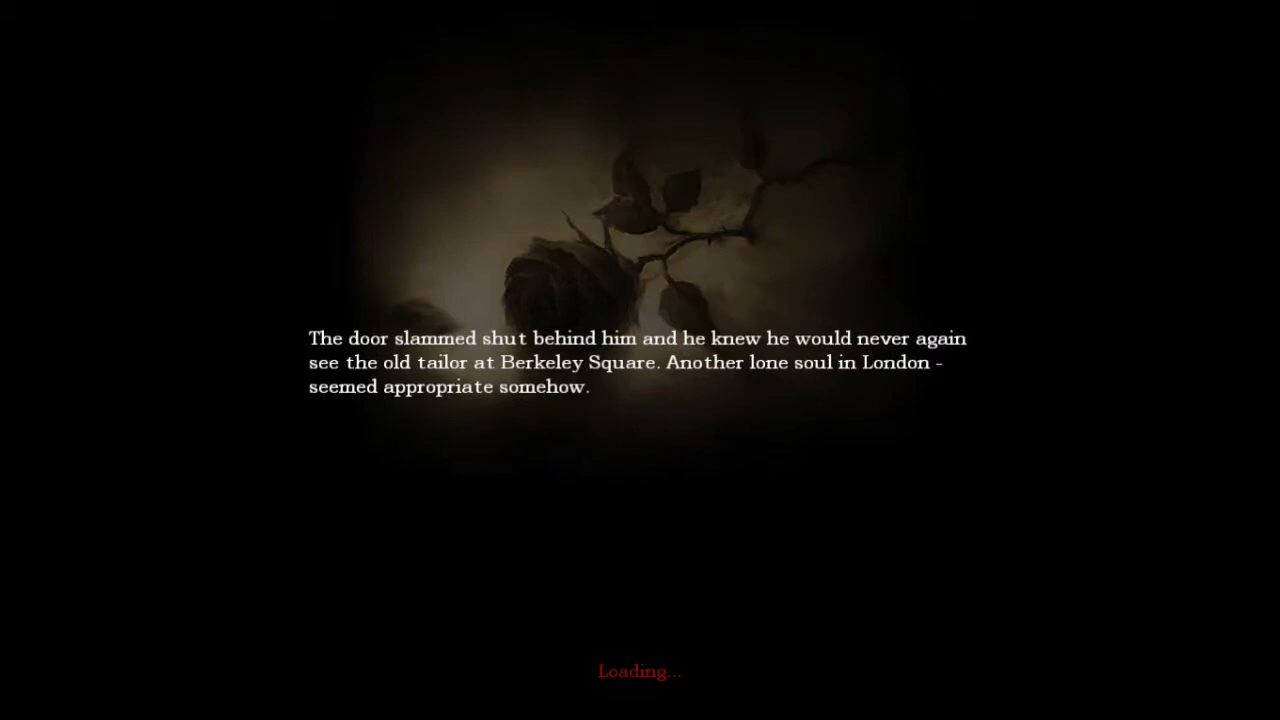 The door slammed shut behind him and he knew he would never again
see the old tailor at Berkeley Square. Another lone soul in London -
seemed appropriate somehow.
Loading...